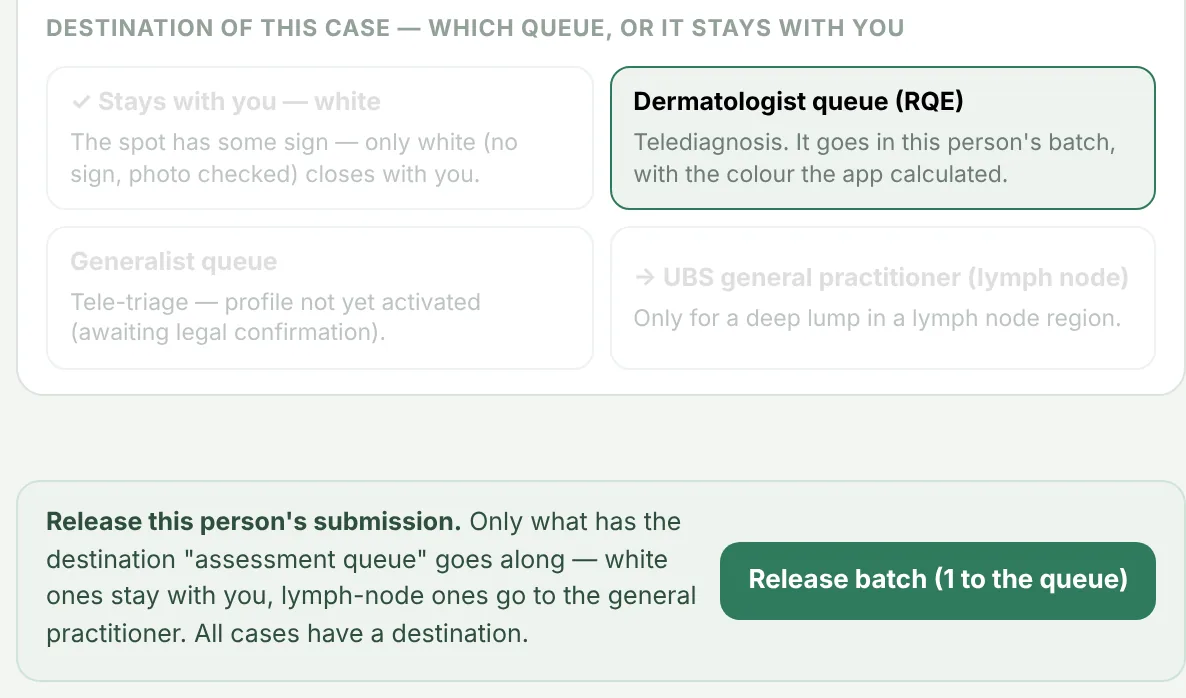 DESTINATION OF THIS CASE — WHICH QUEUE, OR IT STAYS WITH YOU
✓ Stays with you — white
The spot has some sign — only white (no
sign, photo checked) closes with you.
Dermatologist queue (RQE)
Telediagnosis. It goes in this person's batch,
with the colour the app calculated.
Generalist queue
Tele-triage — profile not yet activated
(awaiting legal confirmation).
→ UBS general practitioner (lymph node)
Only for a deep lump in a lymph node region.
Release this person's submission. Only what has the
destination "assessment queue" goes along — white
ones stay with you, lymph-node ones go to the general
practitioner. All cases have a destination.
Release batch (1 to the queue)